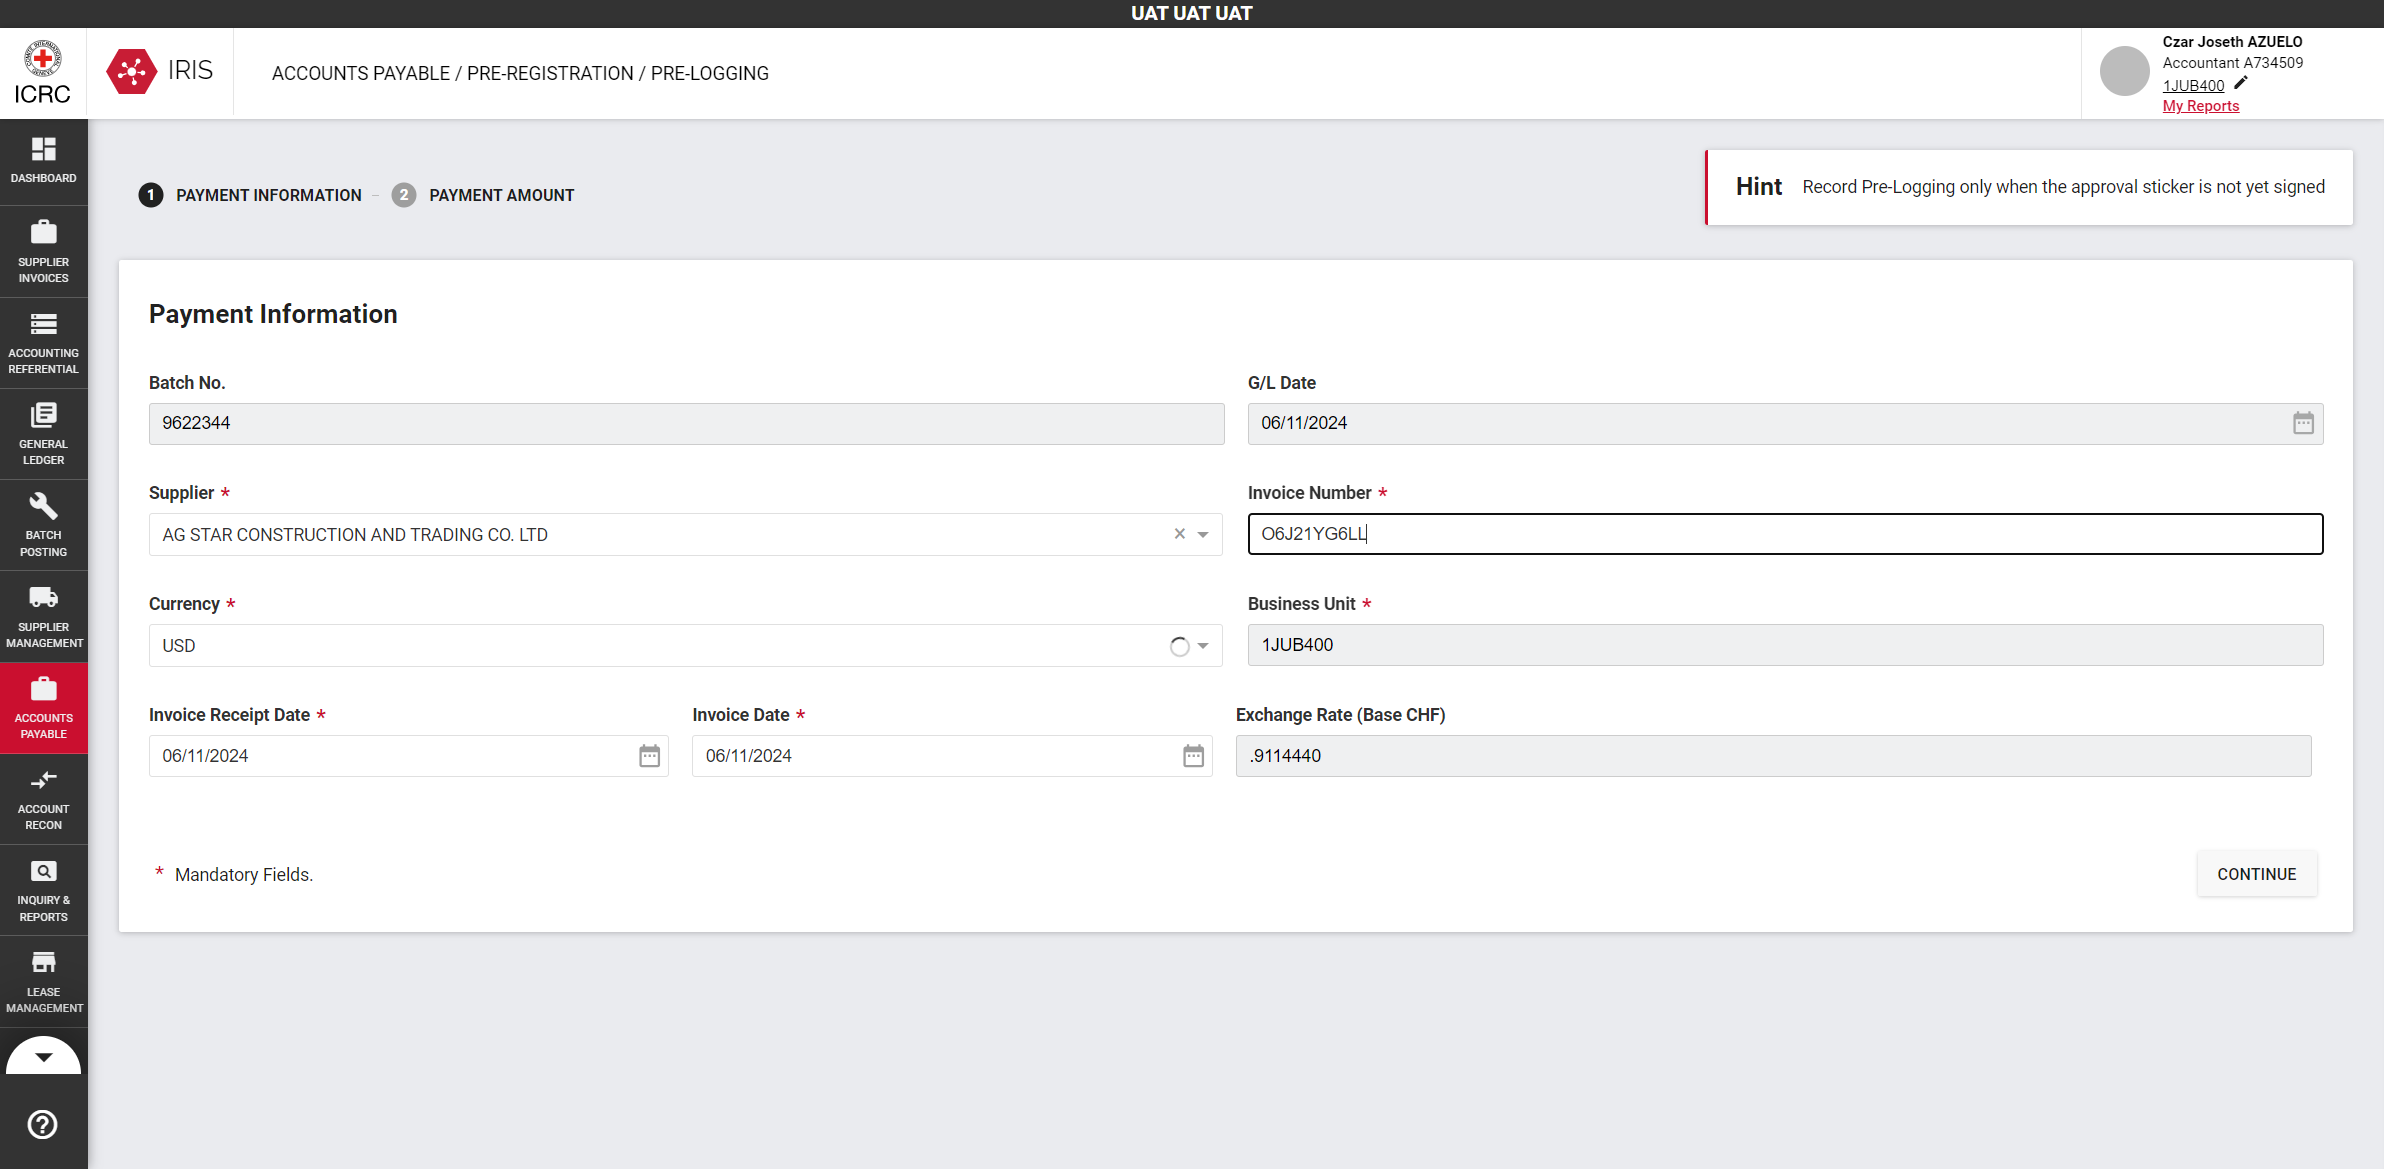 UAT UAT UAT
ICRC
IRIS
ACCOUNTS PAYABLE / PRE-REGISTRATION / PRE-LOGGING
Czar Joseth AZUELO
Accountant A734509
1JUB400
My Reports
DASHBOARD
SUPPLIER
INVOICES
ACCOUNTING
REFERENTIAL
GENERAL
LEDGER
BATCH
POSTING
SUPPLIER
MANAGEMENT
ACCOUNTS
PAYABLE
ACCOUNT
RECON
INQUIRY &
REPORTS
LEASE
MANAGEMENT
1 PAYMENT INFORMATION – 2 PAYMENT AMOUNT
Hint Record Pre-Logging only when the approval sticker is not yet signed
Payment Information
Batch No.
9622344
G/L Date
06/11/2024
Supplier *
AG STAR CONSTRUCTION AND TRADING CO. LTD
Invoice Number *
O6J21YG6LL
Currency *
USD
Business Unit *
1JUB400
Invoice Receipt Date *
06/11/2024
Invoice Date *
06/11/2024
Exchange Rate (Base CHF)
.9114440
* Mandatory Fields.
CONTINUE